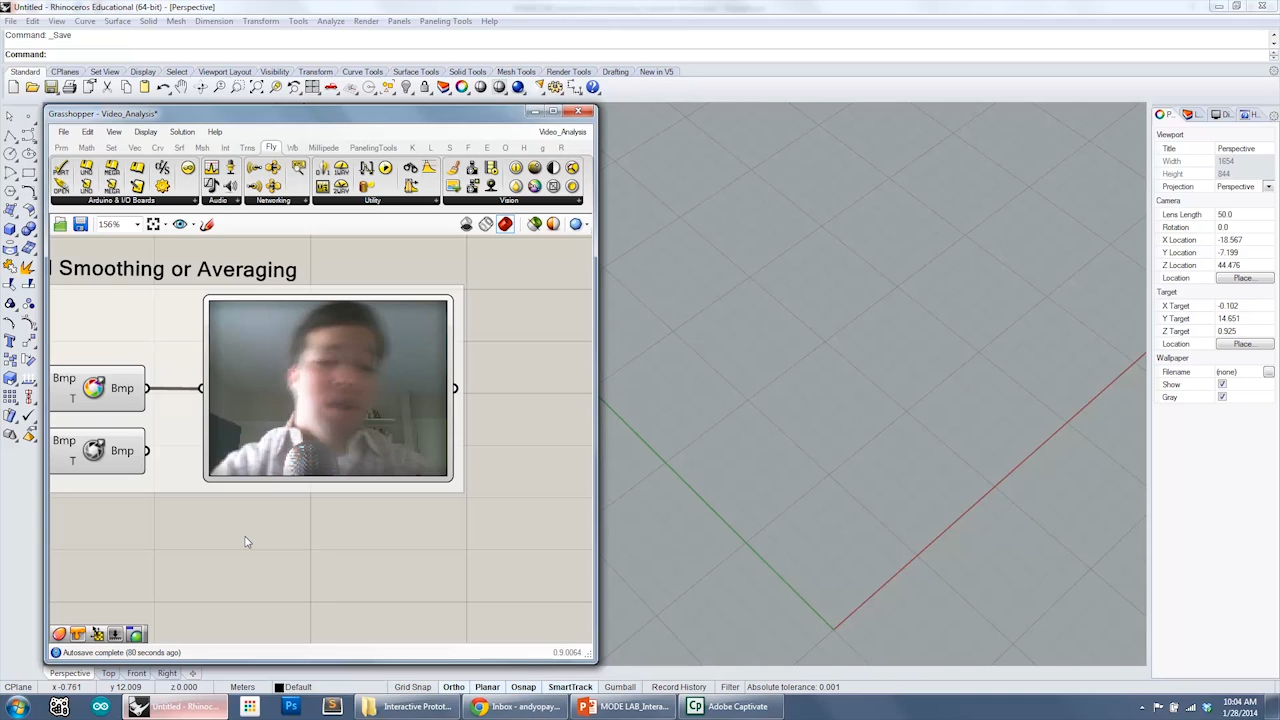 Untitled - Rhinoceros Educational (64-bit) - [Perspective]
File Edit View Curve Surface Solid Mesh Dimension Transform Tools Analyze Render Panels Paneling Tools Help
Command: _Save
Command:
Standard CPlanes Set View Display Select Viewport Layout Visibility Transform Curve Tools Surface Tools Solid Tools Mesh Tools Render Tools Drafting New in V5
Grasshopper - Video_Analysis*
File Edit View Display Solution Help Video_Analysis
Prm Math Set Vec Crv Srf Msh Int Trns Fly Millipede PanelingTools K L S F E O H g R
Arduino & I/O Boards Audio Networking Utility Vision
156%
Smoothing or Averaging
Bmp
T
Bmp
Bmp
T
Bmp
Autosave complete (80 seconds ago) 0.9.0064
Viewport
Title Perspective
Width 1654
Height 844
Projection Perspective
Camera
Lens Length 50.0
Rotation 0.0
X Location -18.567
Y Location -7.199
Z Location 44.476
Location Place...
Target
X Target -0.102
Y Target 14.651
Z Target 0.925
Location Place...
Wallpaper
Filename (none) ...
Show
Gray
Perspective Top Front Right
CPlane x -0.761 y 12.009 z 0.000 Meters Default Grid Snap Ortho Planar Osnap SmartTrack Gumball Record History Filter Absolute tolerance: 0.001
Untitled - Rhinoc... Interactive Protot... Inbox - andyopay... MODE LAB_Intera... Adobe Captivate
10:04 AM
1/28/2014